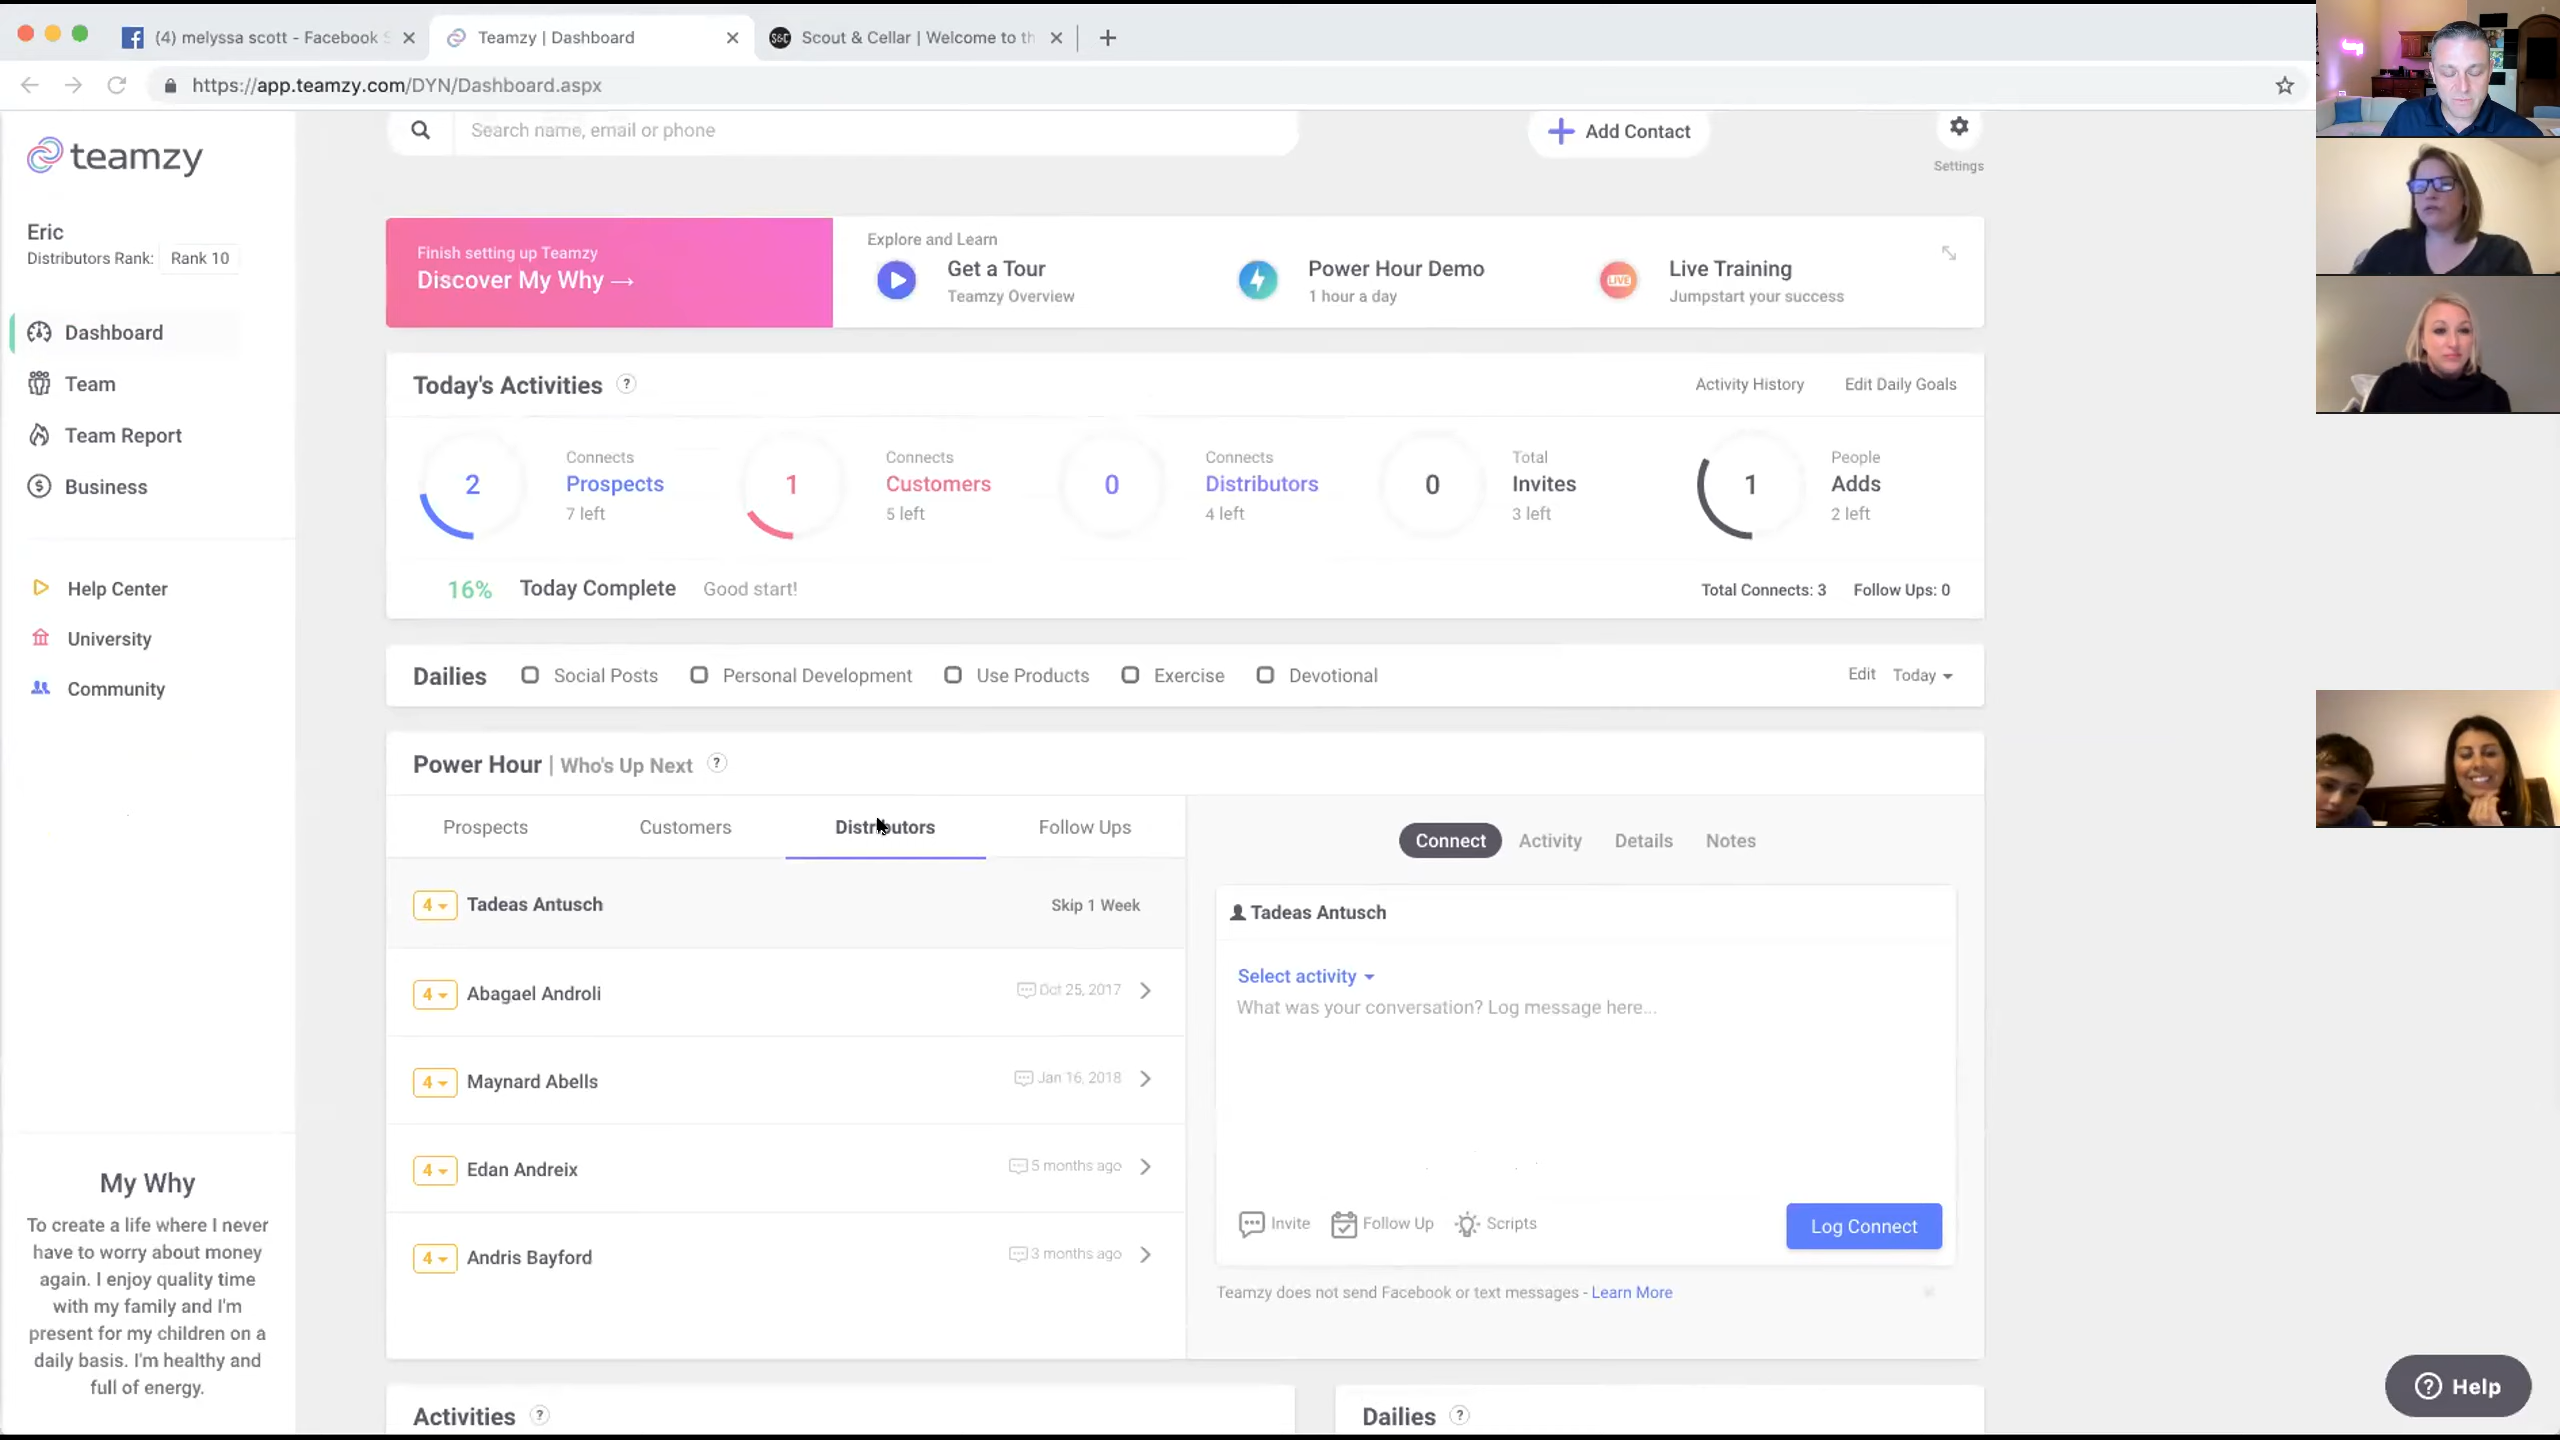 (4) melyssa scott - Facebook S
Teamzy | Dashboard
S&C
Scout & Cellar | Welcome to th
https://app.teamzy.com/DYN/Dashboard.aspx
teamzy
Search name, email or phone
Add Contact
Settings
Eric
Distributors Rank: Rank 10
Dashboard
Team
Team Report
Business
Help Center
University
Community
My Why
To create a life where I never
have to worry about money
again. I enjoy quality time
with my family and I'm
present for my children on a
daily basis. I'm healthy and
full of energy.
Finish setting up Teamzy
Discover My Why →
Explore and Learn
Get a Tour
Teamzy Overview
Power Hour Demo
1 hour a day
LIVE
Live Training
Jumpstart your success
Today's Activities ?
Activity History
Edit Daily Goals
2
Connects
Prospects
7 left
1
Connects
Customers
5 left
0
Connects
Distributors
4 left
0
Total
Invites
3 left
1
People
Adds
2 left
16% Today Complete Good start!
Total Connects: 3 Follow Ups: 0
Dailies Social Posts Personal Development Use Products Exercise Devotional Edit Today
Power Hour | Who's Up Next ?
Prospects Customers Distributors Follow Ups
4 Tadeas Antusch Skip 1 Week
4 Abagael Androli Oct 25, 2017
4 Maynard Abells Jan 16, 2018
4 Edan Andreix 5 months ago
4 Andris Bayford 3 months ago
Connect Activity Details Notes
Tadeas Antusch
Select activity
What was your conversation? Log message here...
Invite Follow Up Scripts Log Connect
Teamzy does not send Facebook or text messages - Learn More
Activities ?
Dailies ?
? Help